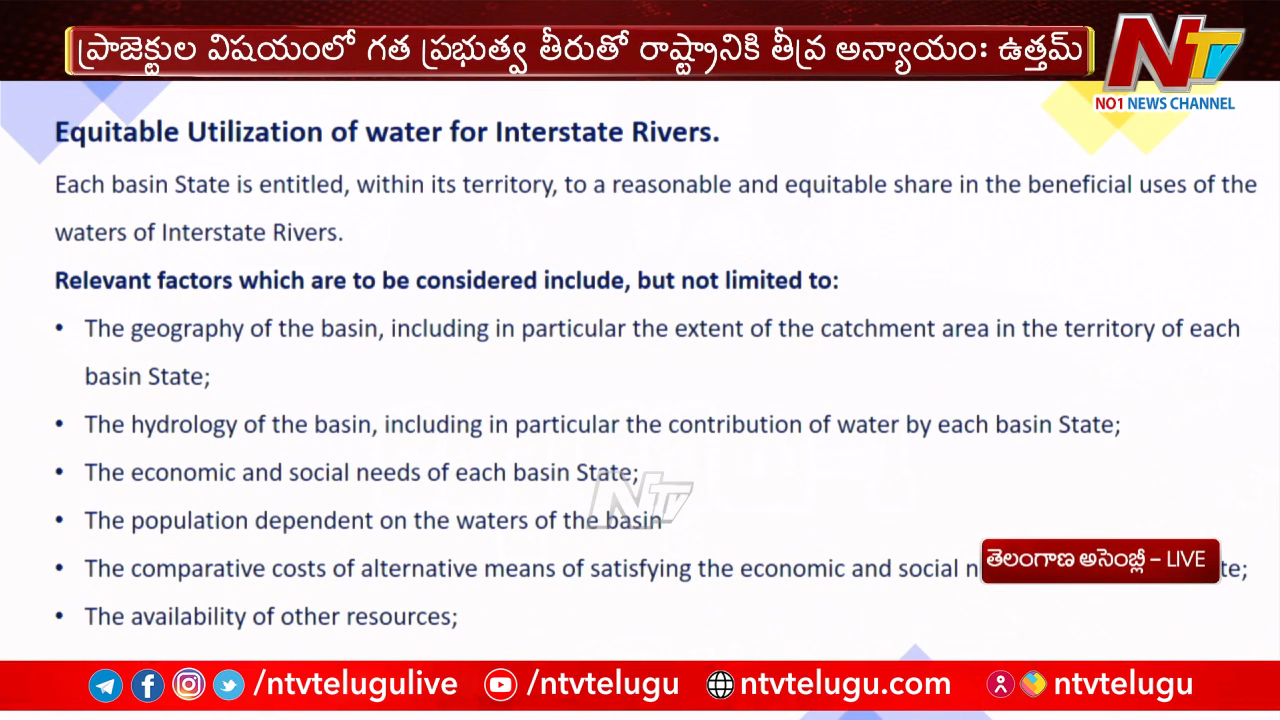 ప్రాజెక్టుల విషయంలో గత ప్రభుత్వ తీరుతో రాష్ట్రానికి తీవ్ర అన్యాయం: ఉత్తమ్
NTV
NO1 NEWS CHANNEL
Equitable Utilization of water for Interstate Rivers.
Each basin State is entitled, within its territory, to a reasonable and equitable share in the beneficial uses of the
waters of Interstate Rivers.
Relevant factors which are to be considered include, but not limited to:
• The geography of the basin, including in particular the extent of the catchment area in the territory of each
basin State;
• The hydrology of the basin, including in particular the contribution of water by each basin State;
• The economic and social needs of each basin State;
NTV
• The population dependent on the waters of the basin
• The comparative costs of alternative means of satisfying the economic and social n te;
తెలంగాణ అసెంబ్లీ – LIVE
• The availability of other resources;
/ntvtelugulive /ntvtelugu ntvtelugu.com ntvtelugu